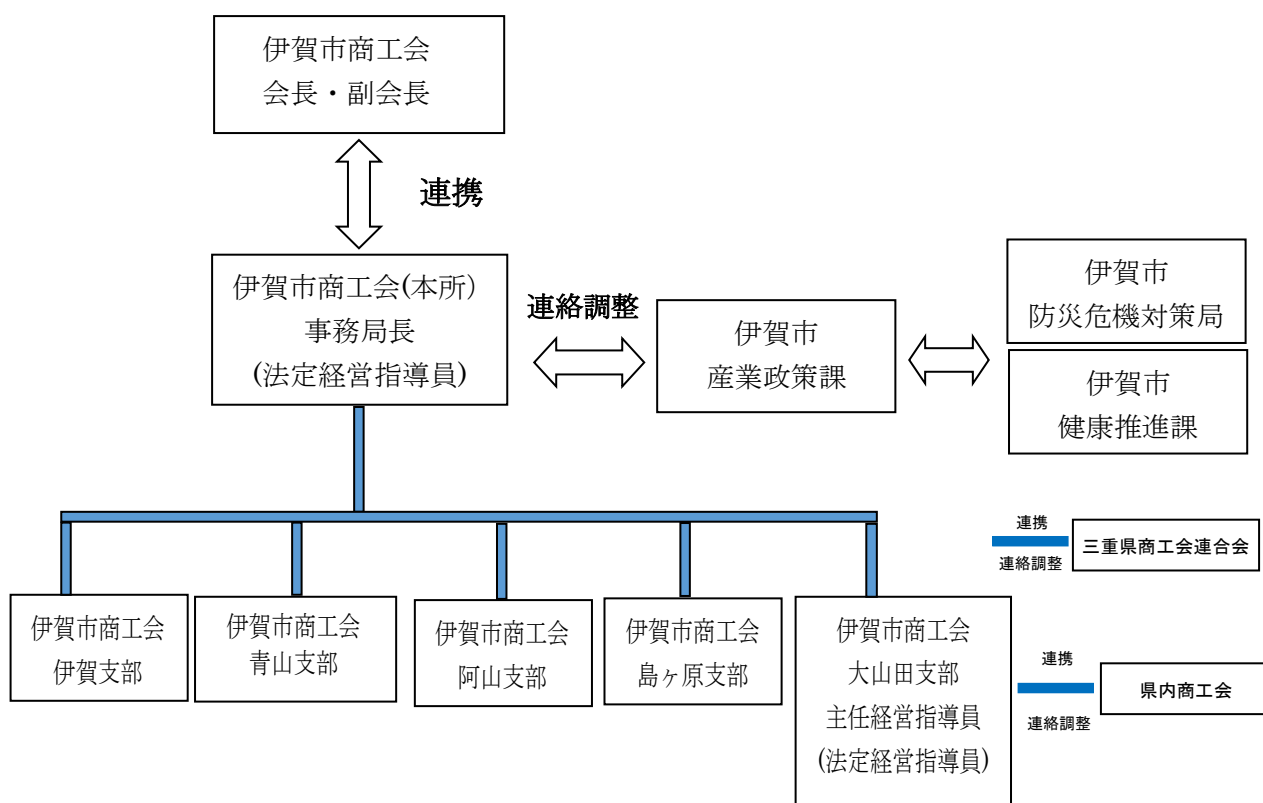 伊賀市商工会
会長・副会長
連携
伊賀市商工会(本所)
事務局長
(法定経営指導員)
連絡調整
伊賀市
産業政策課
伊賀市
防災危機対策局
伊賀市
健康推進課
連携
連絡調整
三重県商工会連合会
伊賀市商工会
伊賀支部
伊賀市商工会
青山支部
伊賀市商工会
阿山支部
伊賀市商工会
島ヶ原支部
伊賀市商工会
大山田支部
主任経営指導員
(法定経営指導員)
連携
連絡調整
県内商工会